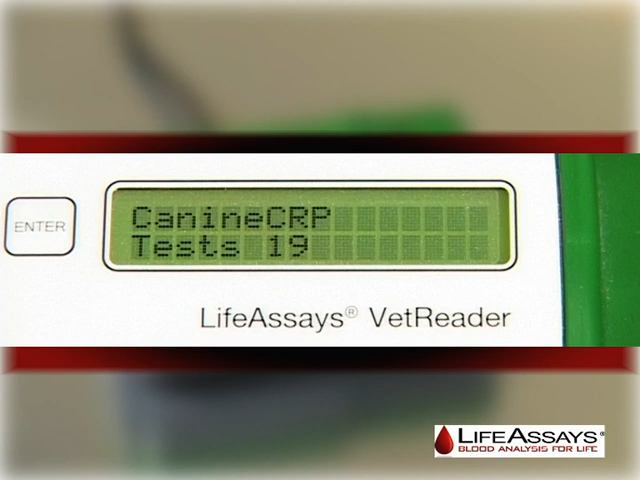 ENTER
CanineCRP
Tests 19
LifeAssays® VetReader
LIFEASSAYS®
BLOOD ANALYSIS FOR LIFE